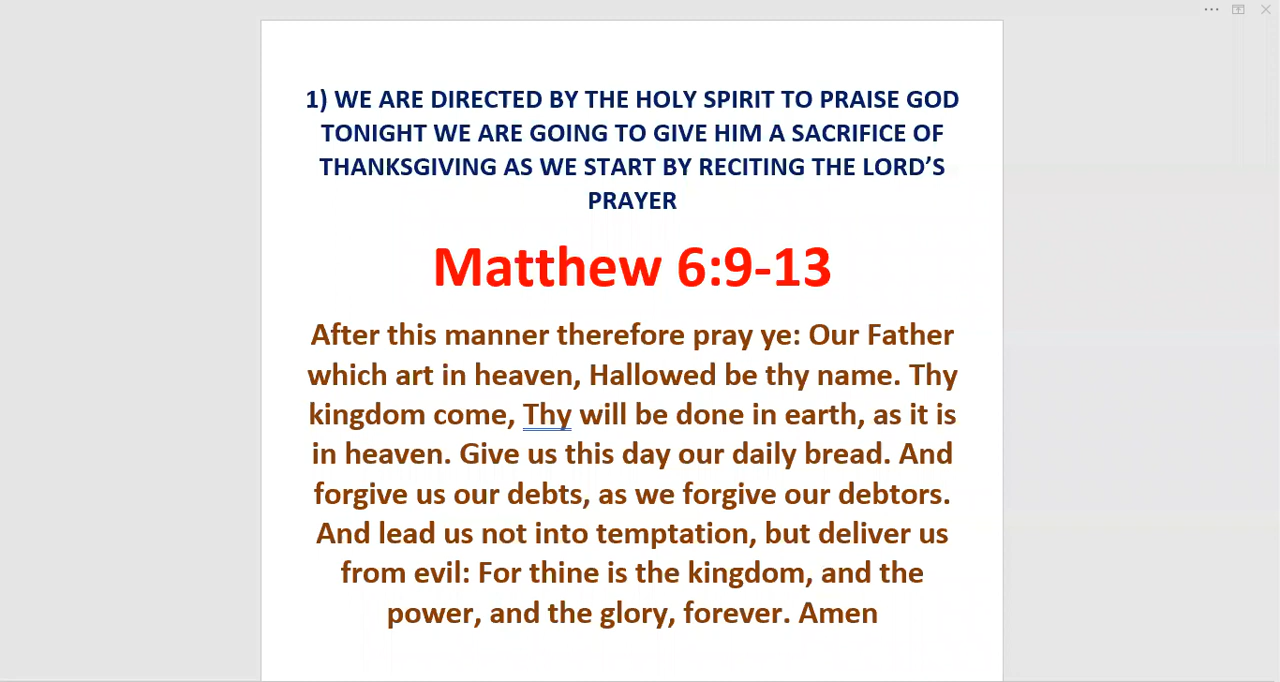 1) WE ARE DIRECTED BY THE HOLY SPIRIT TO PRAISE GOD
TONIGHT WE ARE GOING TO GIVE HIM A SACRIFICE OF
THANKSGIVING AS WE START BY RECITING THE LORD’S
PRAYER
Matthew 6:9-13
After this manner therefore pray ye: Our Father
which art in heaven, Hallowed be thy name. Thy
kingdom come, Thy will be done in earth, as it is
in heaven. Give us this day our daily bread. And
forgive us our debts, as we forgive our debtors.
And lead us not into temptation, but deliver us
from evil: For thine is the kingdom, and the
power, and the glory, forever. Amen